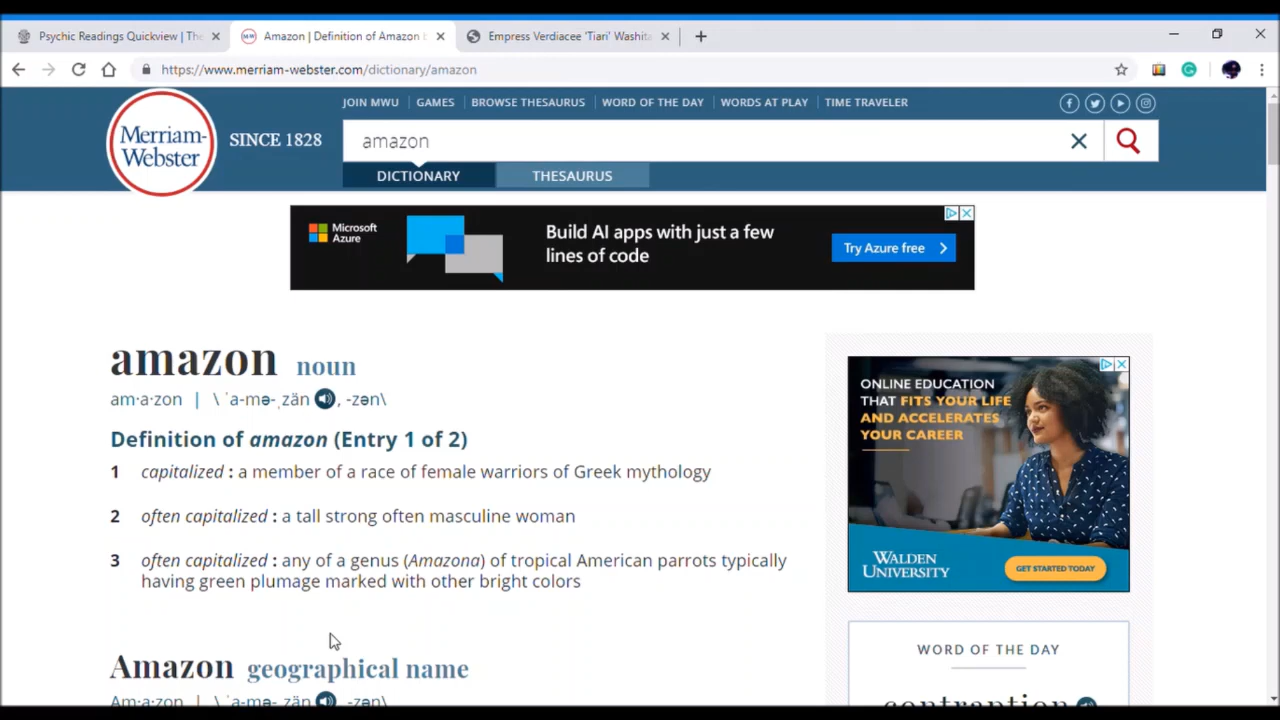 Psychic Readings Quickview | The
Amazon | Definition of Amazon b
Empress Verdiacee 'Tiari' Washita
https://www.merriam-webster.com/dictionary/amazon
JOIN MWU
GAMES
BROWSE THESAURUS
WORD OF THE DAY
WORDS AT PLAY
TIME TRAVELER
Merriam-
Webster
SINCE 1828
amazon
DICTIONARY
THESAURUS
Microsoft
Azure
Build AI apps with just a few
lines of code
Try Azure free
amazon noun
am·a·zon | \ ˈa-mə-ˌzän , -zən\
Definition of amazon (Entry 1 of 2)
1 capitalized : a member of a race of female warriors of Greek mythology
2 often capitalized : a tall strong often masculine woman
3 often capitalized : any of a genus (Amazona) of tropical American parrots typically
having green plumage marked with other bright colors
Amazon geographical name
Am·a·zon | \ ˈa-mə-ˌzän , -zən\
ONLINE EDUCATION
THAT FITS YOUR LIFE
AND ACCELERATES
YOUR CAREER
WALDEN
UNIVERSITY
GET STARTED TODAY
WORD OF THE DAY
contraption